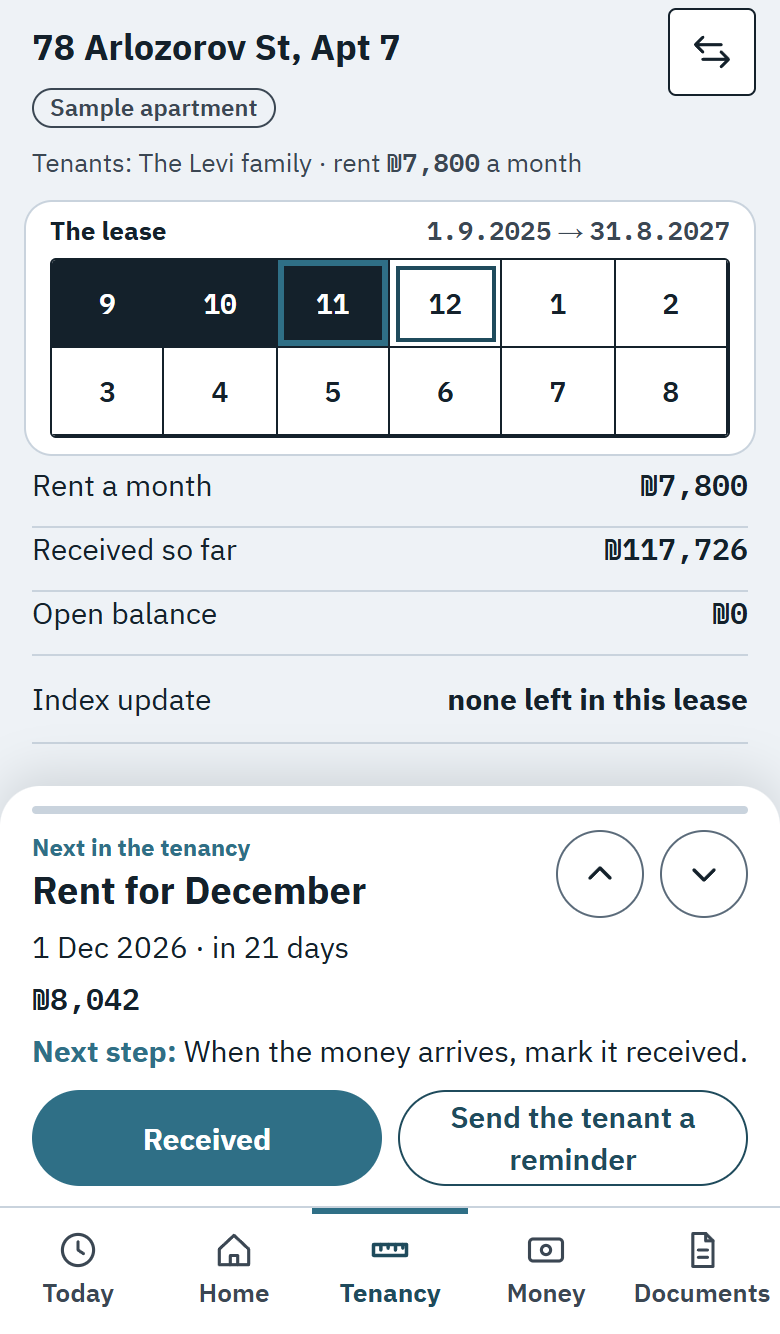 78 Arlozorov St, Apt 7
Sample apartment
Tenants: The Levi family · rent ₪7,800 a month
The lease 1.9.2025 → 31.8.2027
9 10 11 12 1 2
3 4 5 6 7 8
Rent a month ₪7,800
Received so far ₪117,726
Open balance ₪0
Index update none left in this lease
Next in the tenancy
Rent for December
1 Dec 2026 · in 21 days
₪8,042
Next step: When the money arrives, mark it received.
Received
Send the tenant a
reminder
Today Home Tenancy Money Documents